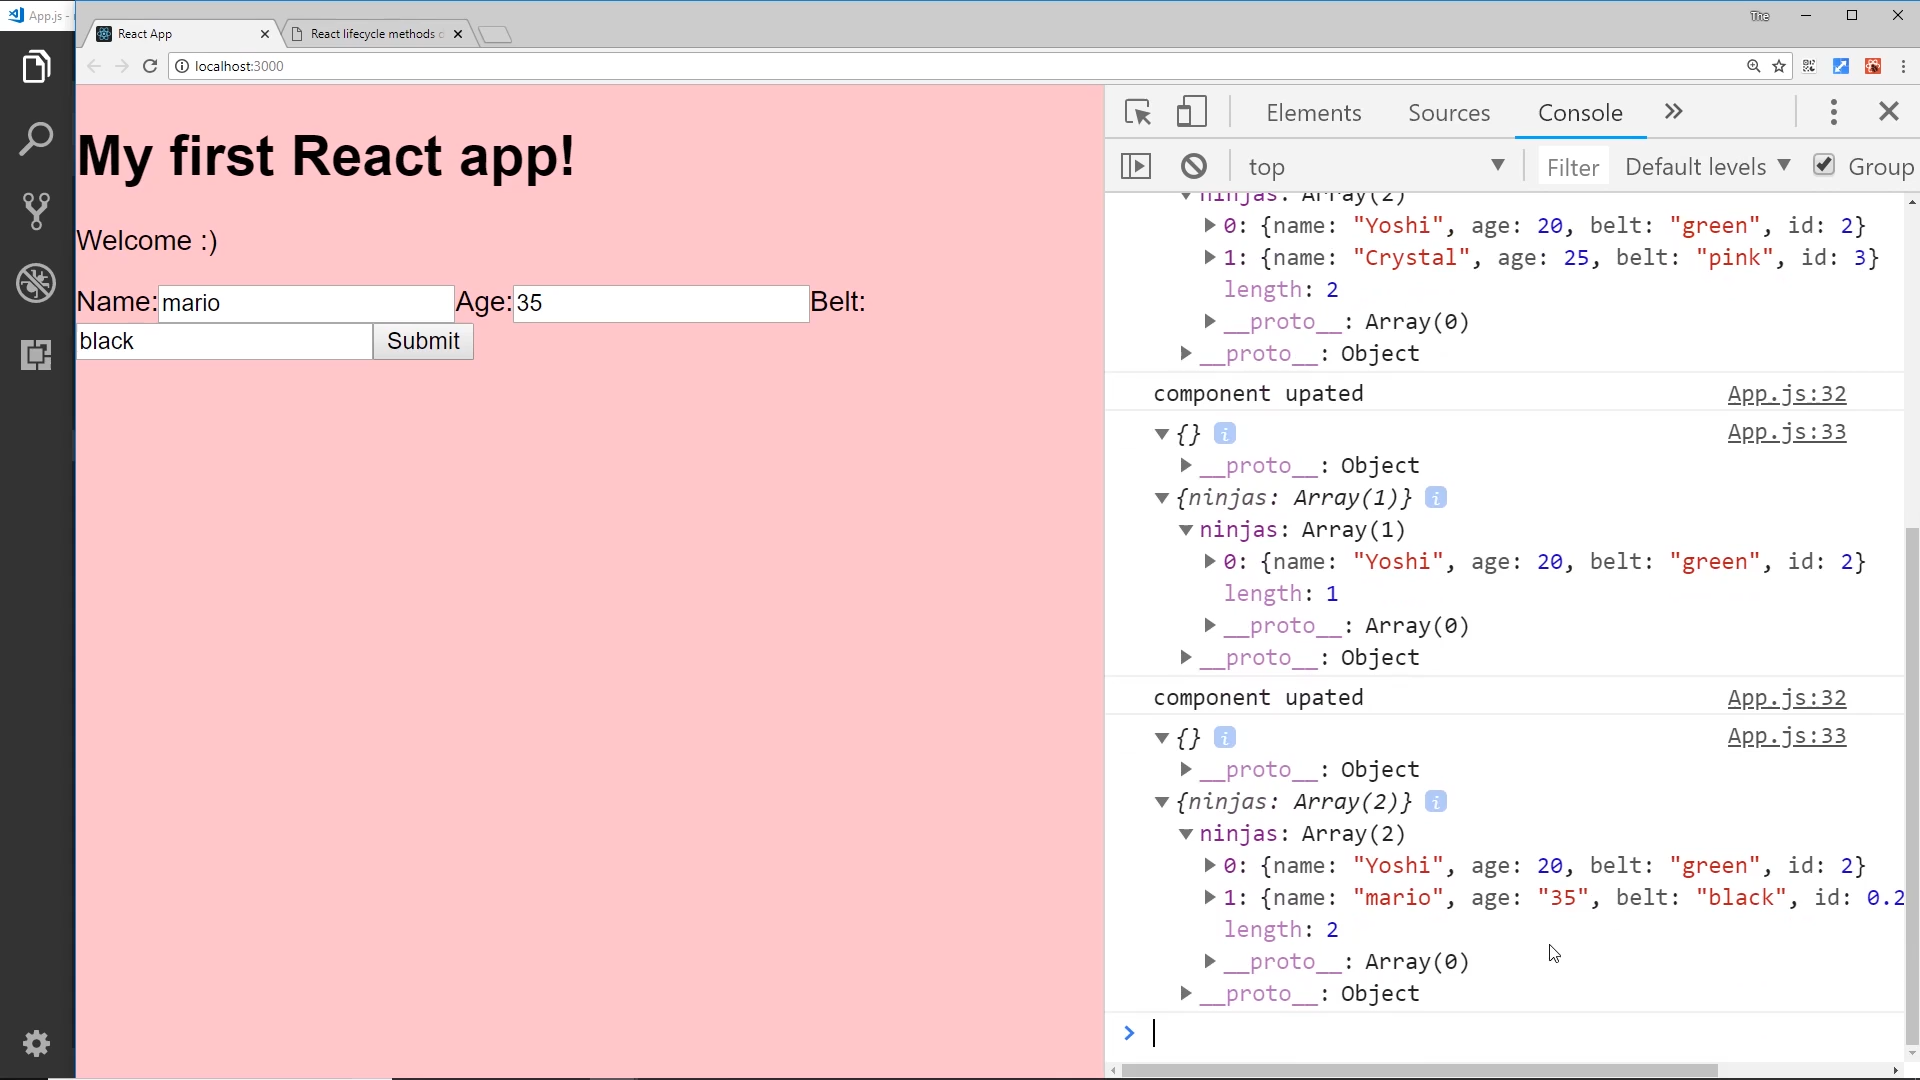 App.js -
The
React App
React lifecycle methods
localhost:3000
My first React app!
Welcome :)
Name: mario Age: 35 Belt:
black Submit
Elements Sources Console »
top Filter Default levels Group
ninjas: Array(2)
0: {name: "Yoshi", age: 20, belt: "green", id: 2}
1: {name: "Crystal", age: 25, belt: "pink", id: 3}
length: 2
__proto__: Array(0)
__proto__: Object
component upated App.js:32
{} i App.js:33
__proto__: Object
{ninjas: Array(1)} i
ninjas: Array(1)
0: {name: "Yoshi", age: 20, belt: "green", id: 2}
length: 1
__proto__: Array(0)
__proto__: Object
component upated App.js:32
{} i App.js:33
__proto__: Object
{ninjas: Array(2)} i
ninjas: Array(2)
0: {name: "Yoshi", age: 20, belt: "green", id: 2}
1: {name: "mario", age: "35", belt: "black", id: 0.2
length: 2
__proto__: Array(0)
__proto__: Object
>